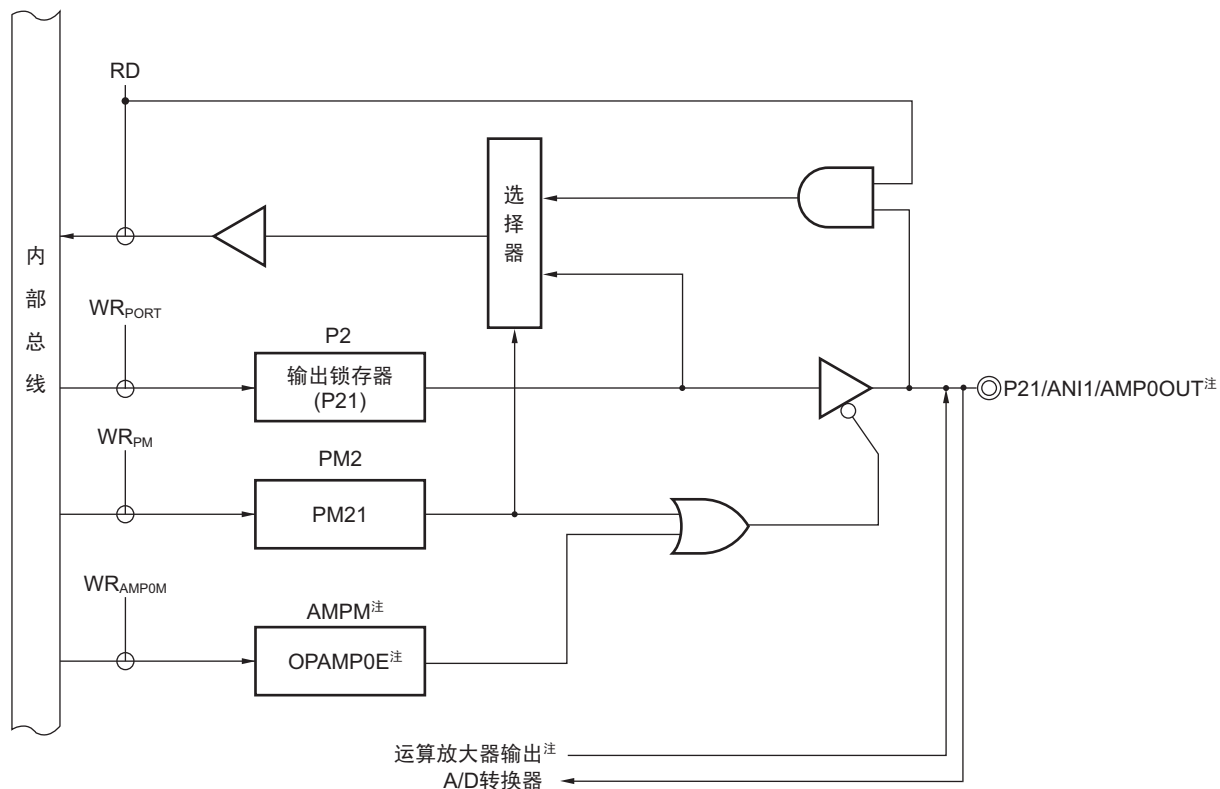 RD
选择器
内部总线
WRPORT
P2
输出锁存器
(P21)
P21/ANI1/AMP0OUT注
WRPM
PM2
PM21
WRAMP0M
AMPM注
OPAMP0E注
运算放大器输出注
A/D转换器